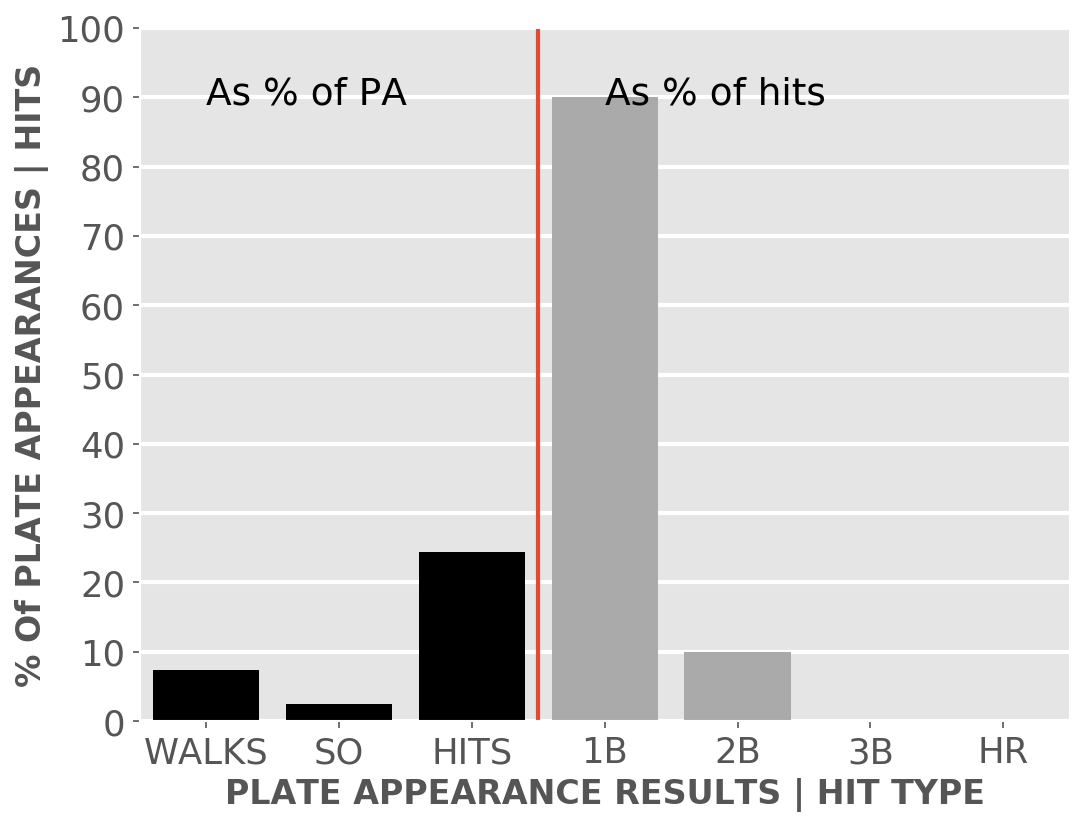 % Of PLATE APPEARANCES | HITS
100
90
80
70
60
50
40
30
20
10
0
As % of PA
As % of hits
WALKS SO HITS 1B 2B 3B HR
PLATE APPEARANCE RESULTS | HIT TYPE